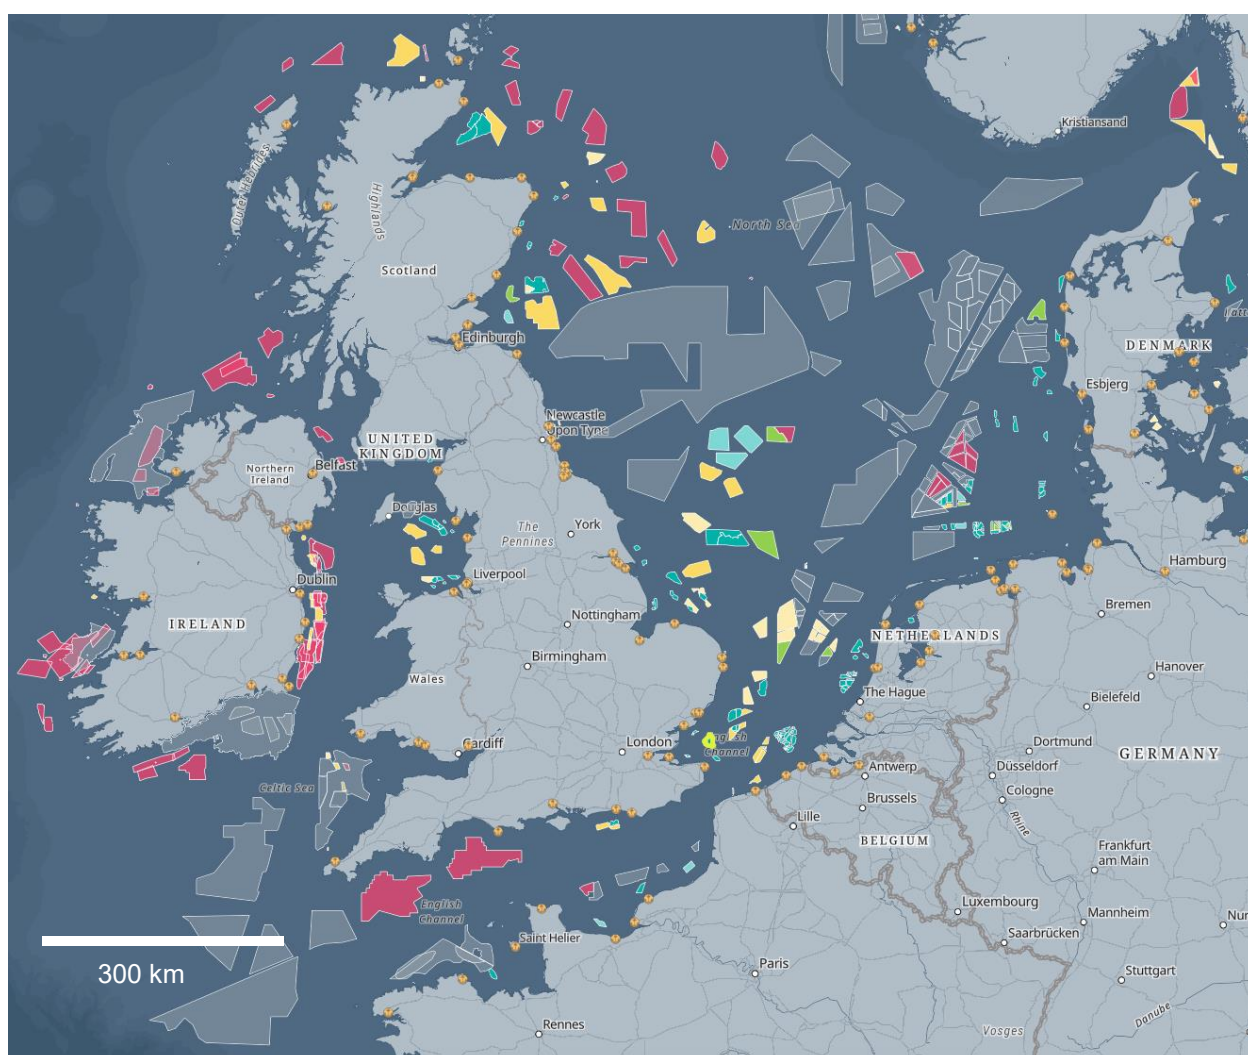 Kristiansand
Outer Hebrides
Highlands
North Sea
Scotland
DENMARK
Edinburgh
Esbjerg
Newcastle
Upon Tyne
UNITED
KINGDOM
Northern
Ireland
Belfast
Douglas
The
Pennines
York
Hamburg
Liverpool
Dublin
Nottingham
Bremen
IRELAND
NETHERLANDS
Birmingham
Hanover
Wales
The Hague
Bielefeld
Cardiff
London
English
Channel
Dortmund
GERMANY
Antwerp
Düsseldorf
Celtic Sea
Brussels
Cologne
Lille
Rhine
BELGIUM
Frankfurt
am Main
English
Channel
Luxembourg
Mannheim
Saint Helier
Saarbrücken
300 km
Paris
Stuttgart
Rennes
Vosges
Danube